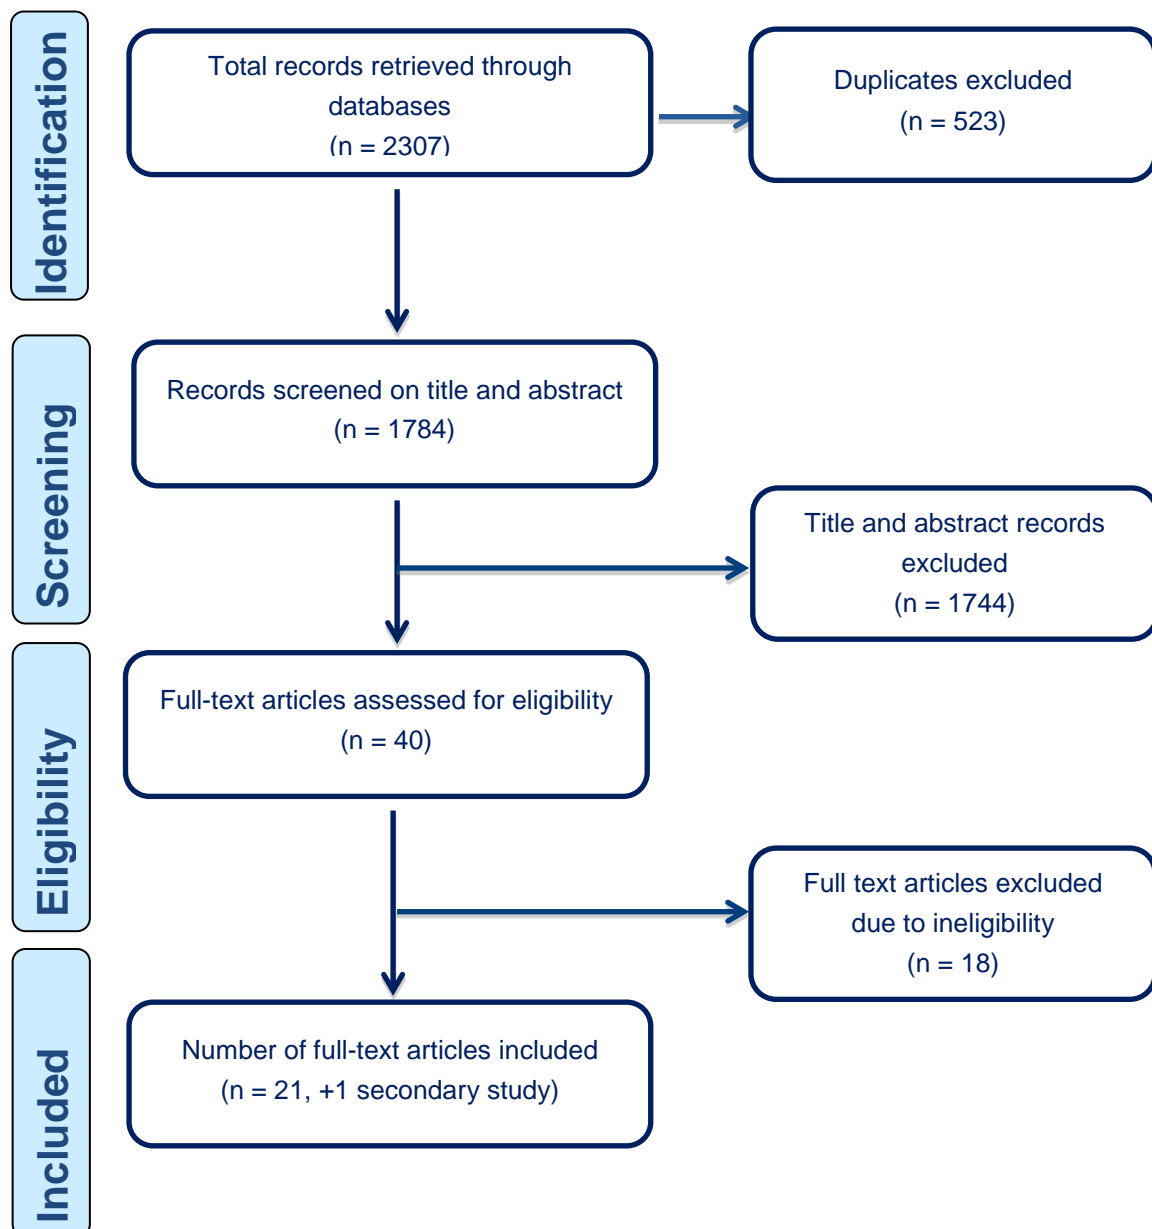 Identification
Total records retrieved through
databases
(n = 2307)
Duplicates excluded
(n = 523)
Screening
Records screened on title and abstract
(n = 1784)
Title and abstract records
excluded
(n = 1744)
Eligibility
Full-text articles assessed for eligibility
(n = 40)
Full text articles excluded
due to ineligibility
(n = 18)
Included
Number of full-text articles included
(n = 21, +1 secondary study)